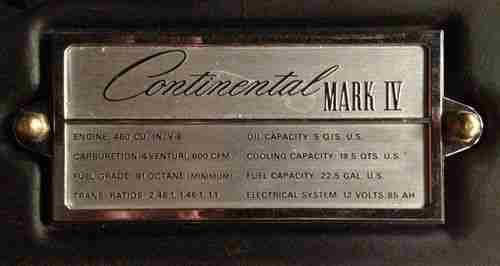 Continental MARK IV
ENGINE: 460 CU. IN./V-8
CARBURETION: 4 VENTURI, 600 CFM.
FUEL GRADE: 91 OCTANE (MINIMUM)
TRANS. RATIOS: 2.46:1, 1.46:1, 1:1
OIL CAPACITY: 5 QTS. U.S.
COOLING CAPACITY: 19.5 QTS. U.S.
FUEL CAPACITY: 22.5 GAL. U.S.
ELECTRICAL SYSTEM: 12 VOLTS, 85 AH